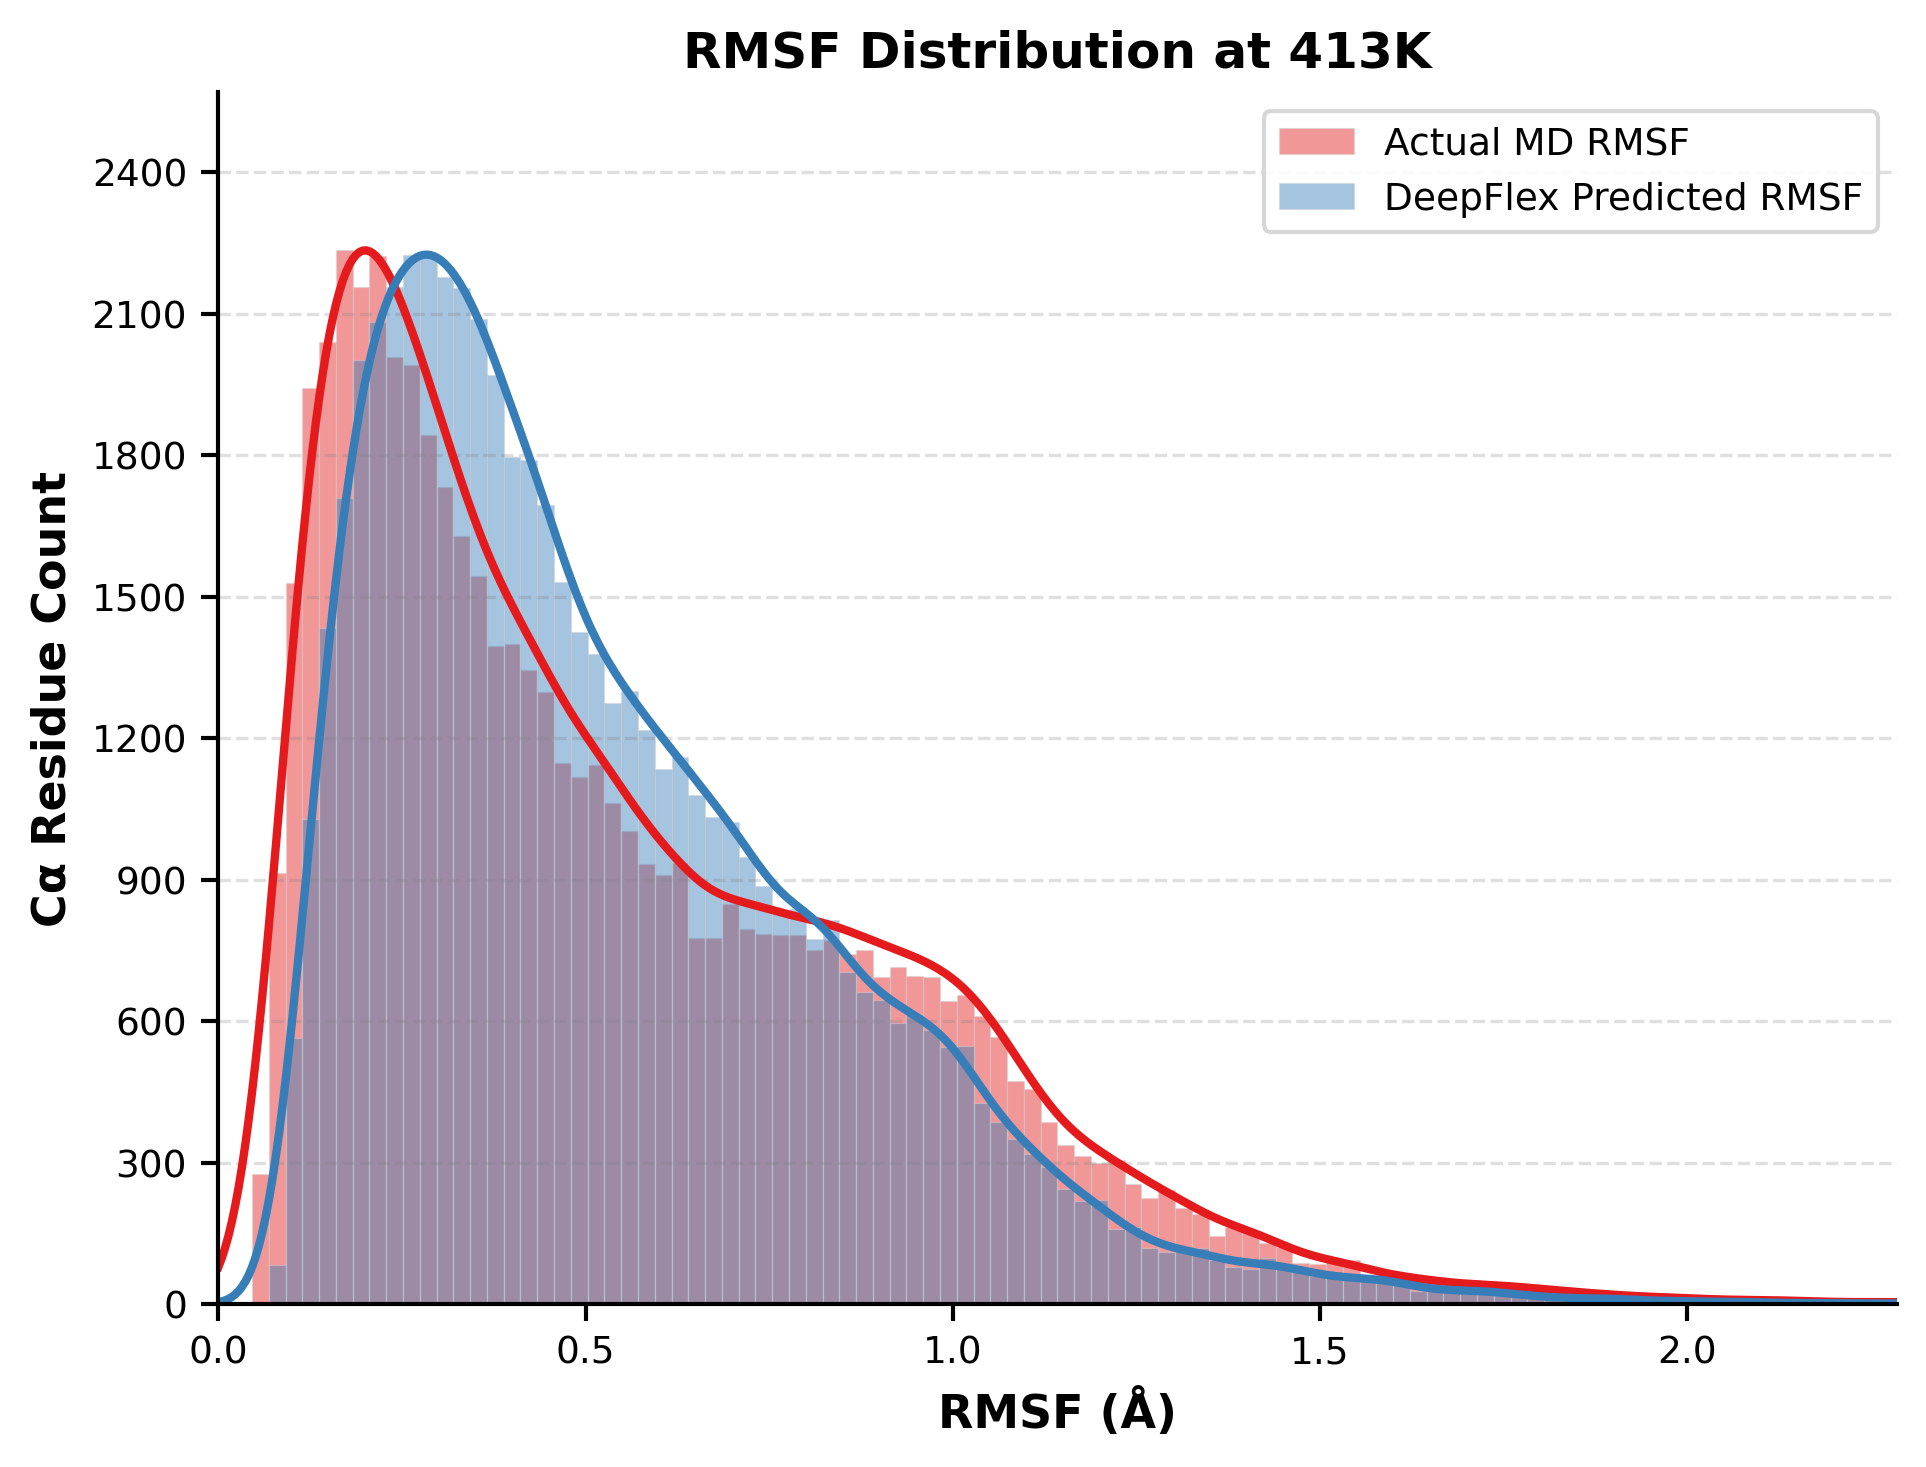 RMSF Distribution at 413K
Actual MD RMSF
DeepFlex Predicted RMSF
Cα Residue Count
2400
2100
1800
1500
1200
900
600
300
0
0.0 0.5 1.0 1.5 2.0
RMSF (Å)